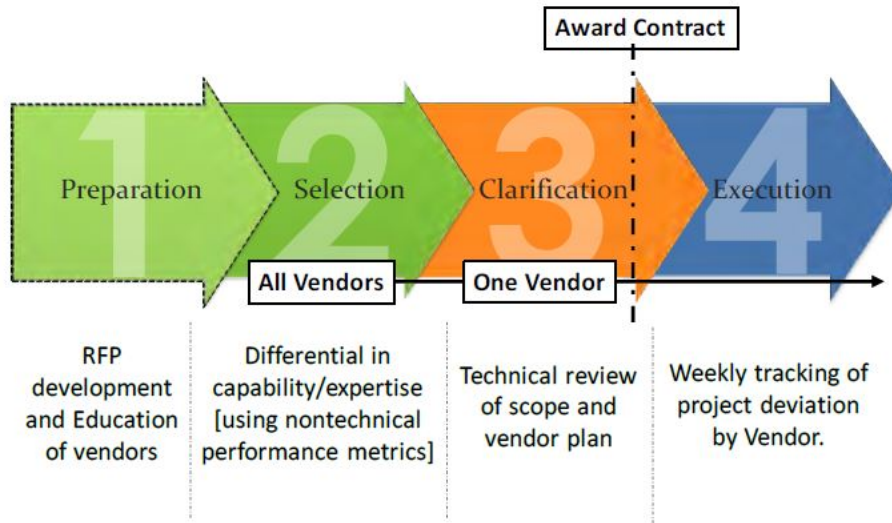 Award Contract
1
2
3
4
Preparation
Selection
Clarification
Execution
All Vendors
One Vendor
RFP
development
and Education
of vendors
Differential in
capability/expertise
[using nontechnical
performance metrics]
Technical review
of scope and
vendor plan
Weekly tracking of
project deviation
by Vendor.